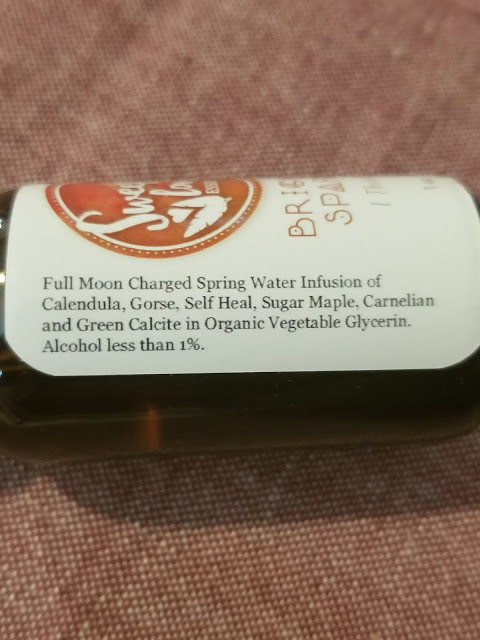 Full Moon Charged Spring Water Infusion of
Calendula, Gorse, Self Heal, Sugar Maple, Carnelian
and Green Calcite in Organic Vegetable Glycerin.
Alcohol less than 1%.